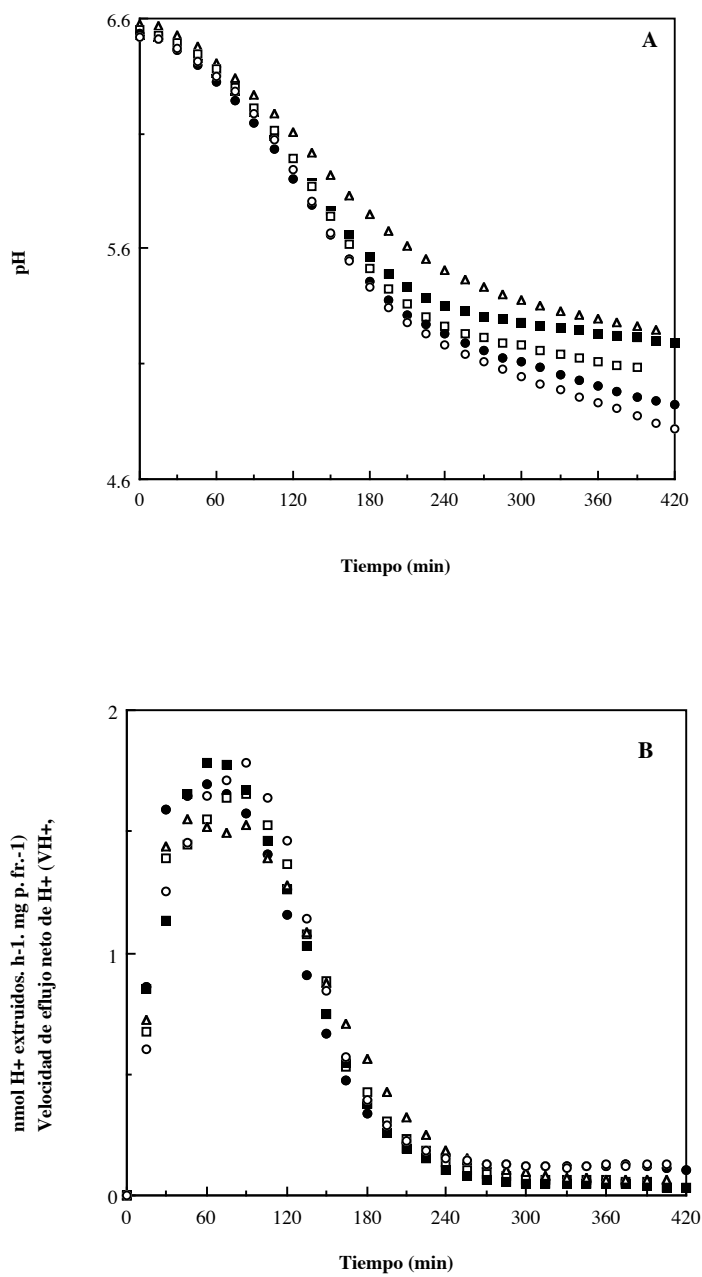 6.6
A
5.6
pH
4.6
0 60 120 180 240 300 360 420
Tiempo (min)
2
B
nmol H+ extruidos. h-1. mg p. fr.-1)
Velocidad de eflujo neto de H+ (VH+,
1
0
0 60 120 180 240 300 360 420
Tiempo (min)